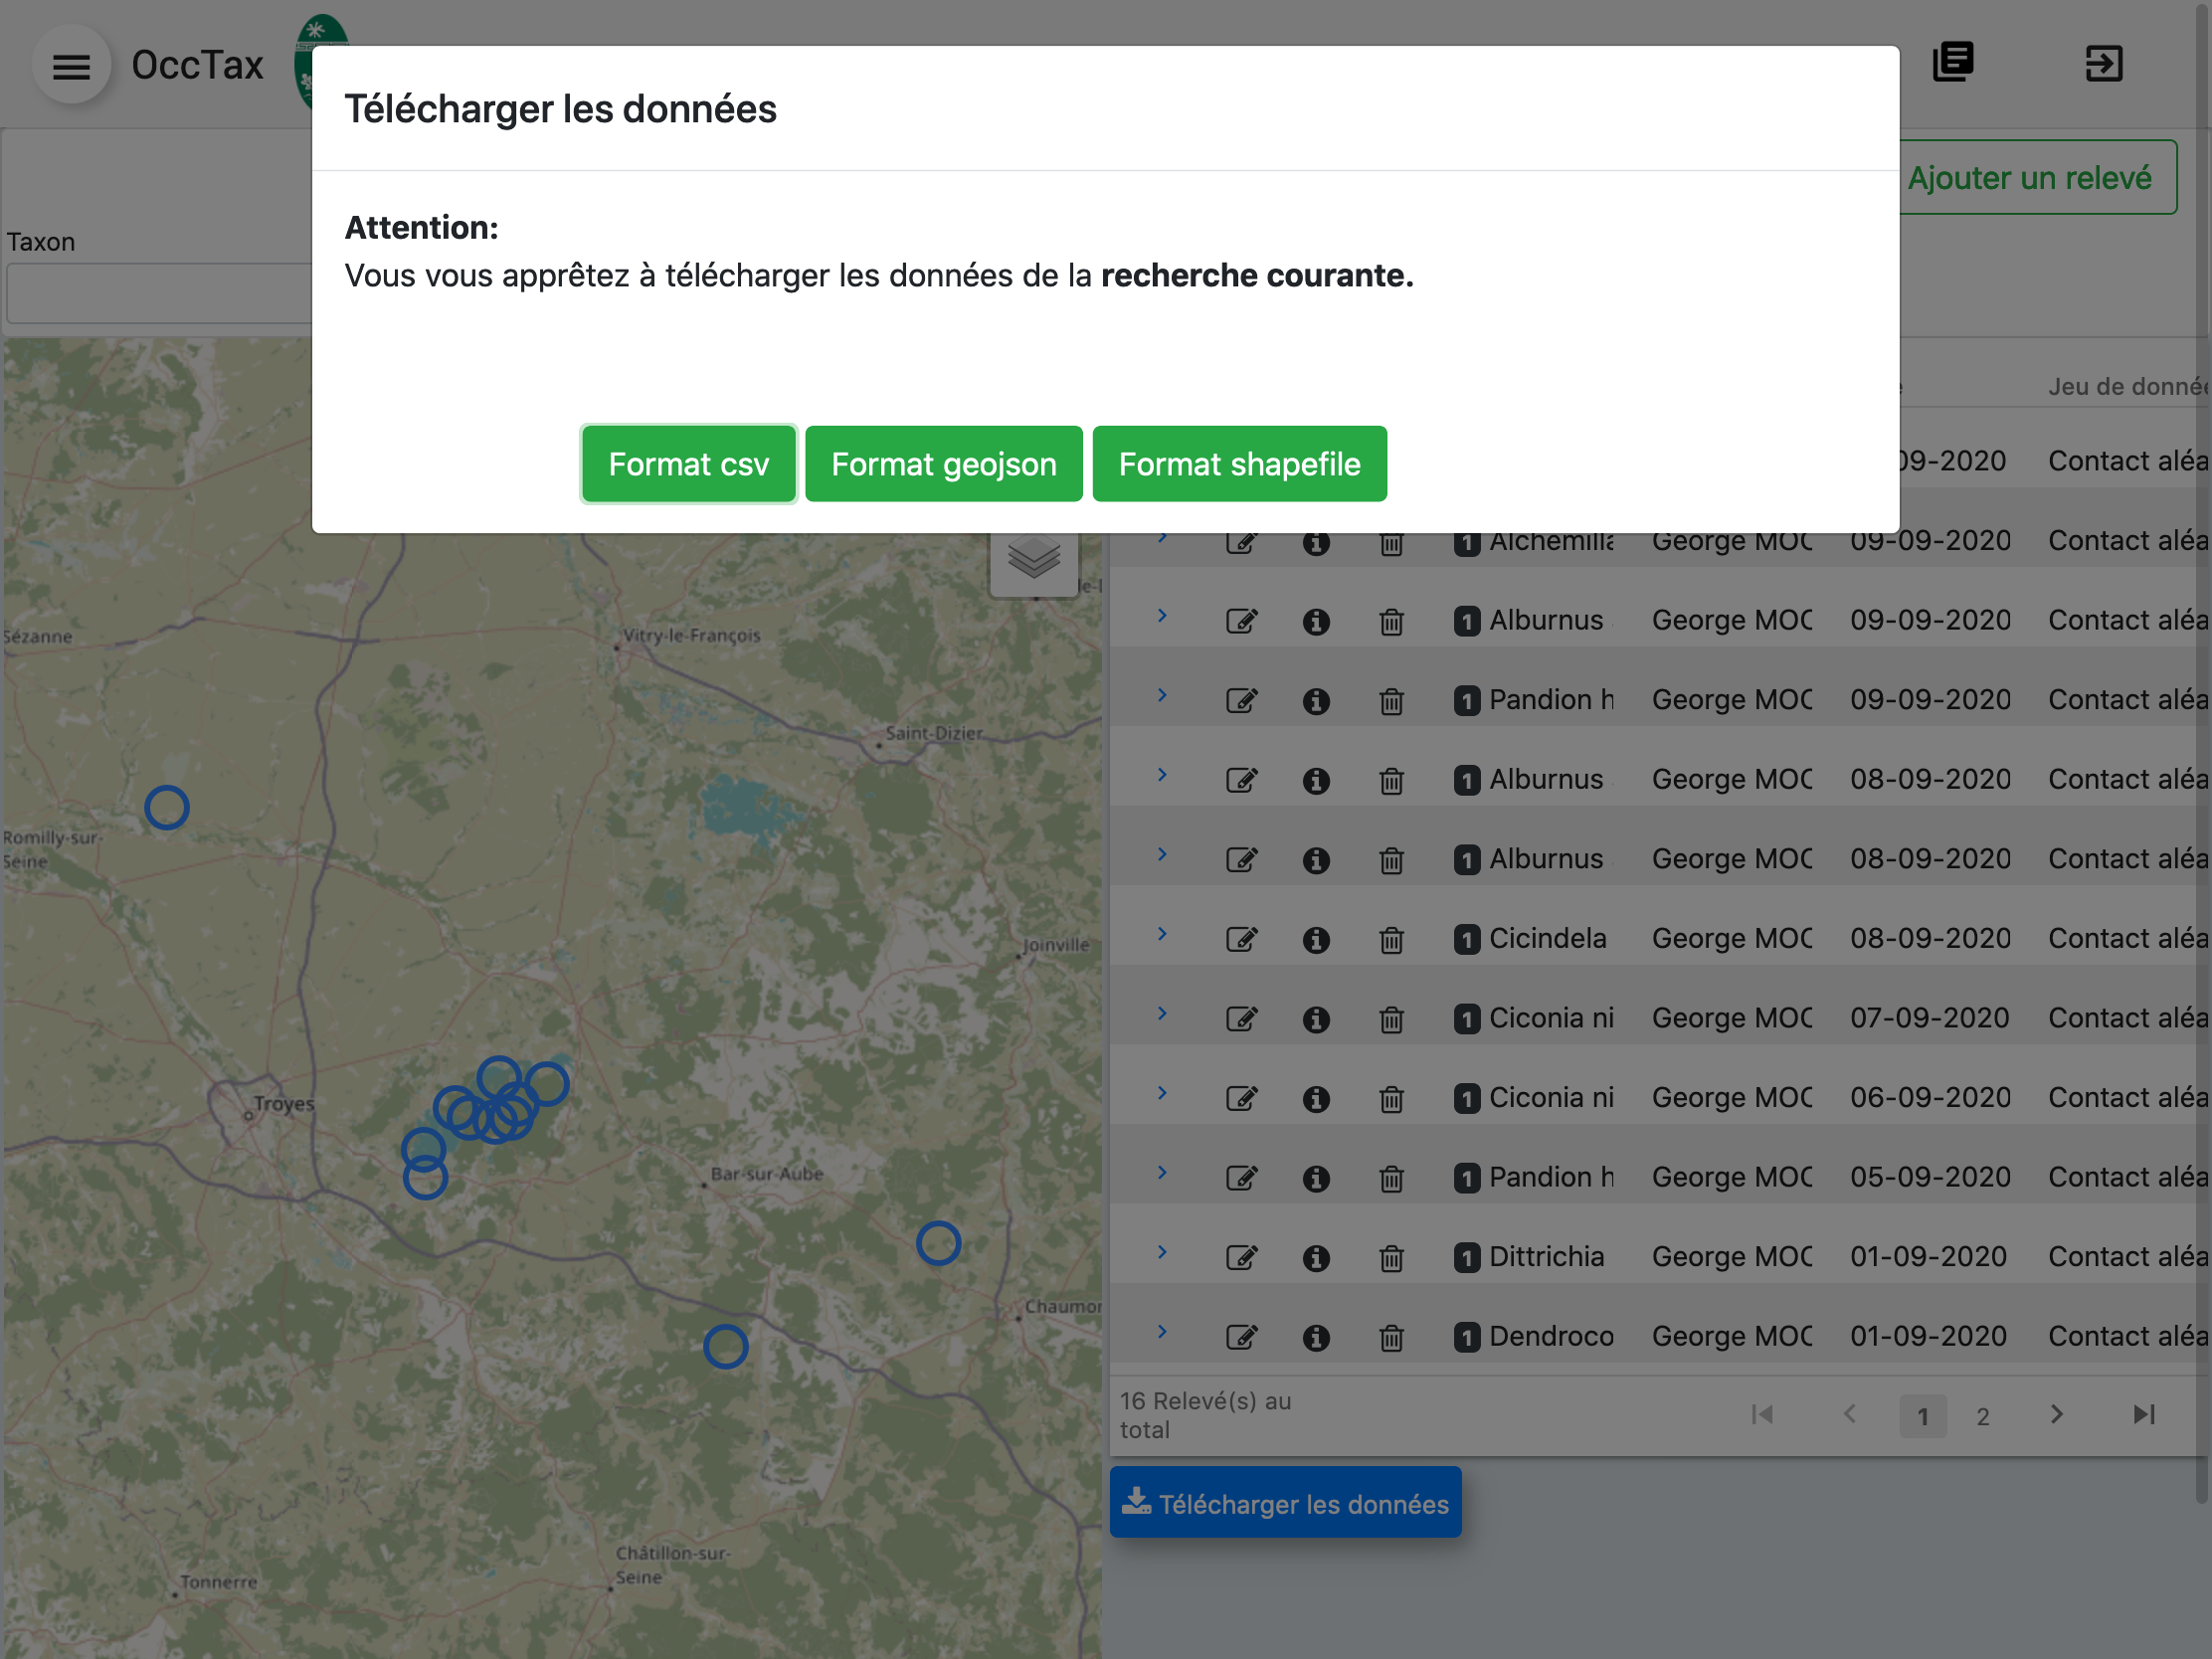 OccTax
Télécharger les données
Attention:
Vous vous apprêtez à télécharger les données de la recherche courante.
Format csv
Format geojson
Format shapefile
Ajouter un relevé
Taxon
Jeu de donnée
09-2020 Contact aléa
1 Alchemilla George MOC 09-09-2020 Contact aléa
1 Alburnus George MOC 09-09-2020 Contact aléa
1 Pandion h George MOC 09-09-2020 Contact aléa
1 Alburnus George MOC 08-09-2020 Contact aléa
1 Alburnus George MOC 08-09-2020 Contact aléa
1 Cicindela George MOC 08-09-2020 Contact aléa
1 Ciconia ni George MOC 07-09-2020 Contact aléa
1 Ciconia ni George MOC 06-09-2020 Contact aléa
1 Pandion h George MOC 05-09-2020 Contact aléa
1 Dittrichia George MOC 01-09-2020 Contact aléa
1 Dendroco George MOC 01-09-2020 Contact aléa
16 Relevé(s) au
total
1 2
Télécharger les données
Sézanne
Vitry-le-François
Saint-Dizier
Romilly-sur-
Seine
Joinville
Troyes
Bar-sur-Aube
Chaumon
Châtillon-sur-
Seine
Tonnerre